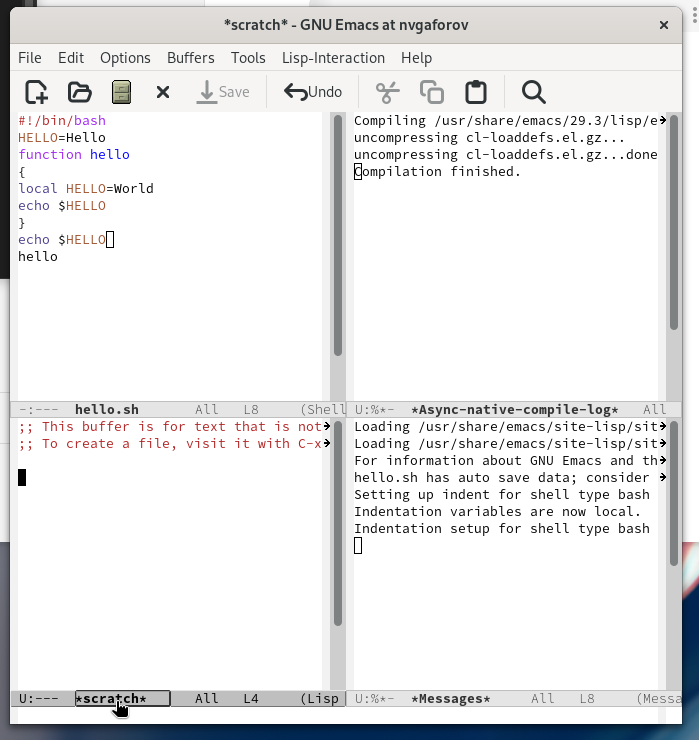 *scratch* - GNU Emacs at nvgaforov
File Edit Options Buffers Tools Lisp-Interaction Help
Save Undo
#!/bin/bash
HELLO=Hello
function hello
{
local HELLO=World
echo $HELLO
}
echo $HELLO
hello
-:--- hello.sh All L8 (Shell
Compiling /usr/share/emacs/29.3/lisp/e
uncompressing cl-loaddefs.el.gz...
uncompressing cl-loaddefs.el.gz...done
Compilation finished.
U:%*- *Async-native-compile-log* All
;; This buffer is for text that is not
;; To create a file, visit it with C-x
U:--- *scratch* All L4 (Lisp
Loading /usr/share/emacs/site-lisp/sit
Loading /usr/share/emacs/site-lisp/sit
For information about GNU Emacs and th
hello.sh has auto save data; consider
Setting up indent for shell type bash
Indentation variables are now local.
Indentation setup for shell type bash
U:%*- *Messages* All L8 (Messa